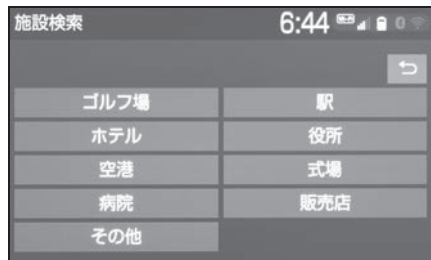 施設検索 6:44
ゴルフ場 駅
ホテル 役所
空港 式場
病院 販売店
その他